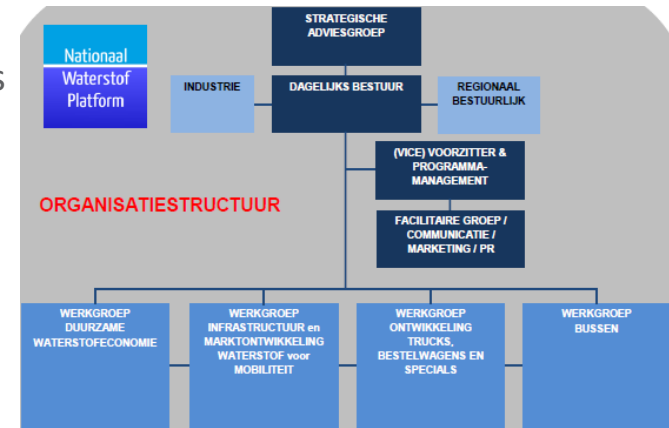 STRATEGISCHE
ADVIESGROEP
Nationaal
Waterstof
Platform
S
INDUSTRIE
DAGELIJKS BESTUUR
REGIONAAL
BESTUURLIJK
(VICE) VOORZITTER &
PROGRAMMA-
MANAGEMENT
ORGANISATIESTRUCTUUR
FACILITAIRE GROEP /
COMMUNICATIE /
MARKETING / PR
WERKGROEP
DUURZAME
WATERSTOFECONOMIE
WERKGROEP
INFRASTRUCTUUR en
MARKTONTWIKKELING
WATERSTOF voor
MOBILITEIT
WERKGROEP
ONTWIKKELING
TRUCKS,
BESTELWAGENS EN
SPECIALS
WERKGROEP
BUSSEN